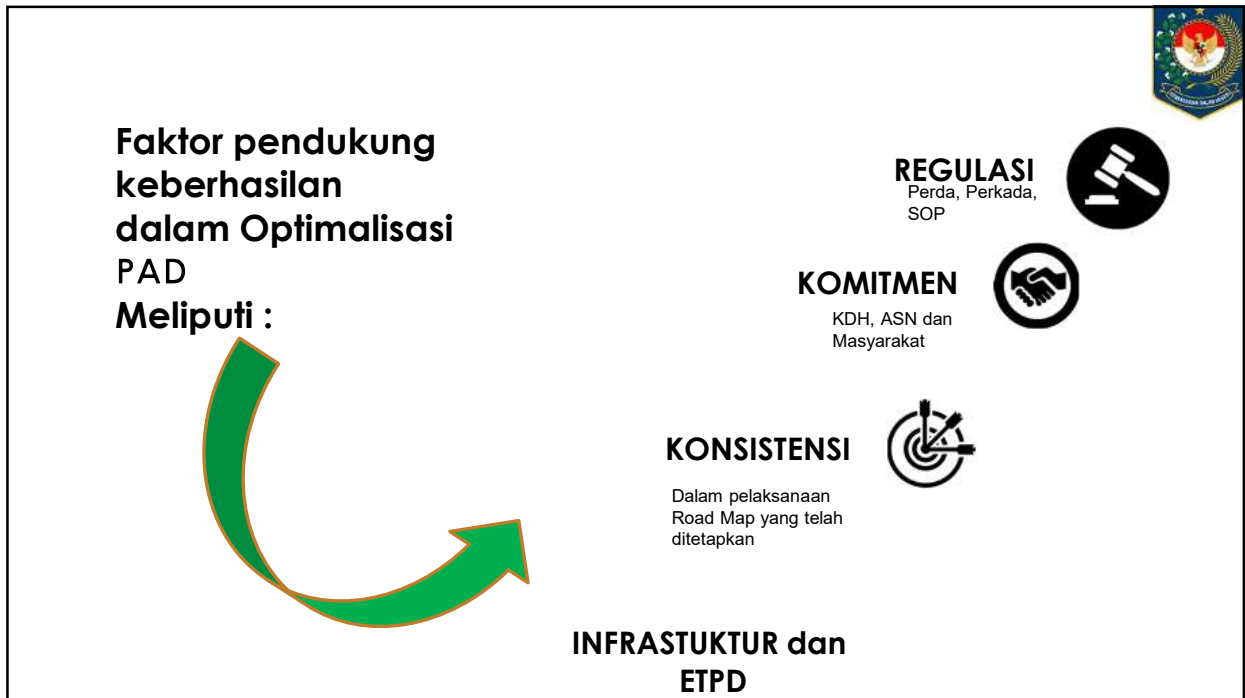 Faktor pendukung
keberhasilan
dalam Optimalisasi
PAD
Meliputi :
REGULASI
Perda, Perkada,
SOP
KOMITMEN
KDH, ASN dan
Masyarakat
KONSISTENSI
Dalam pelaksanaan
Road Map yang telah
ditetapkan
INFRASTUKTUR dan
ETPD